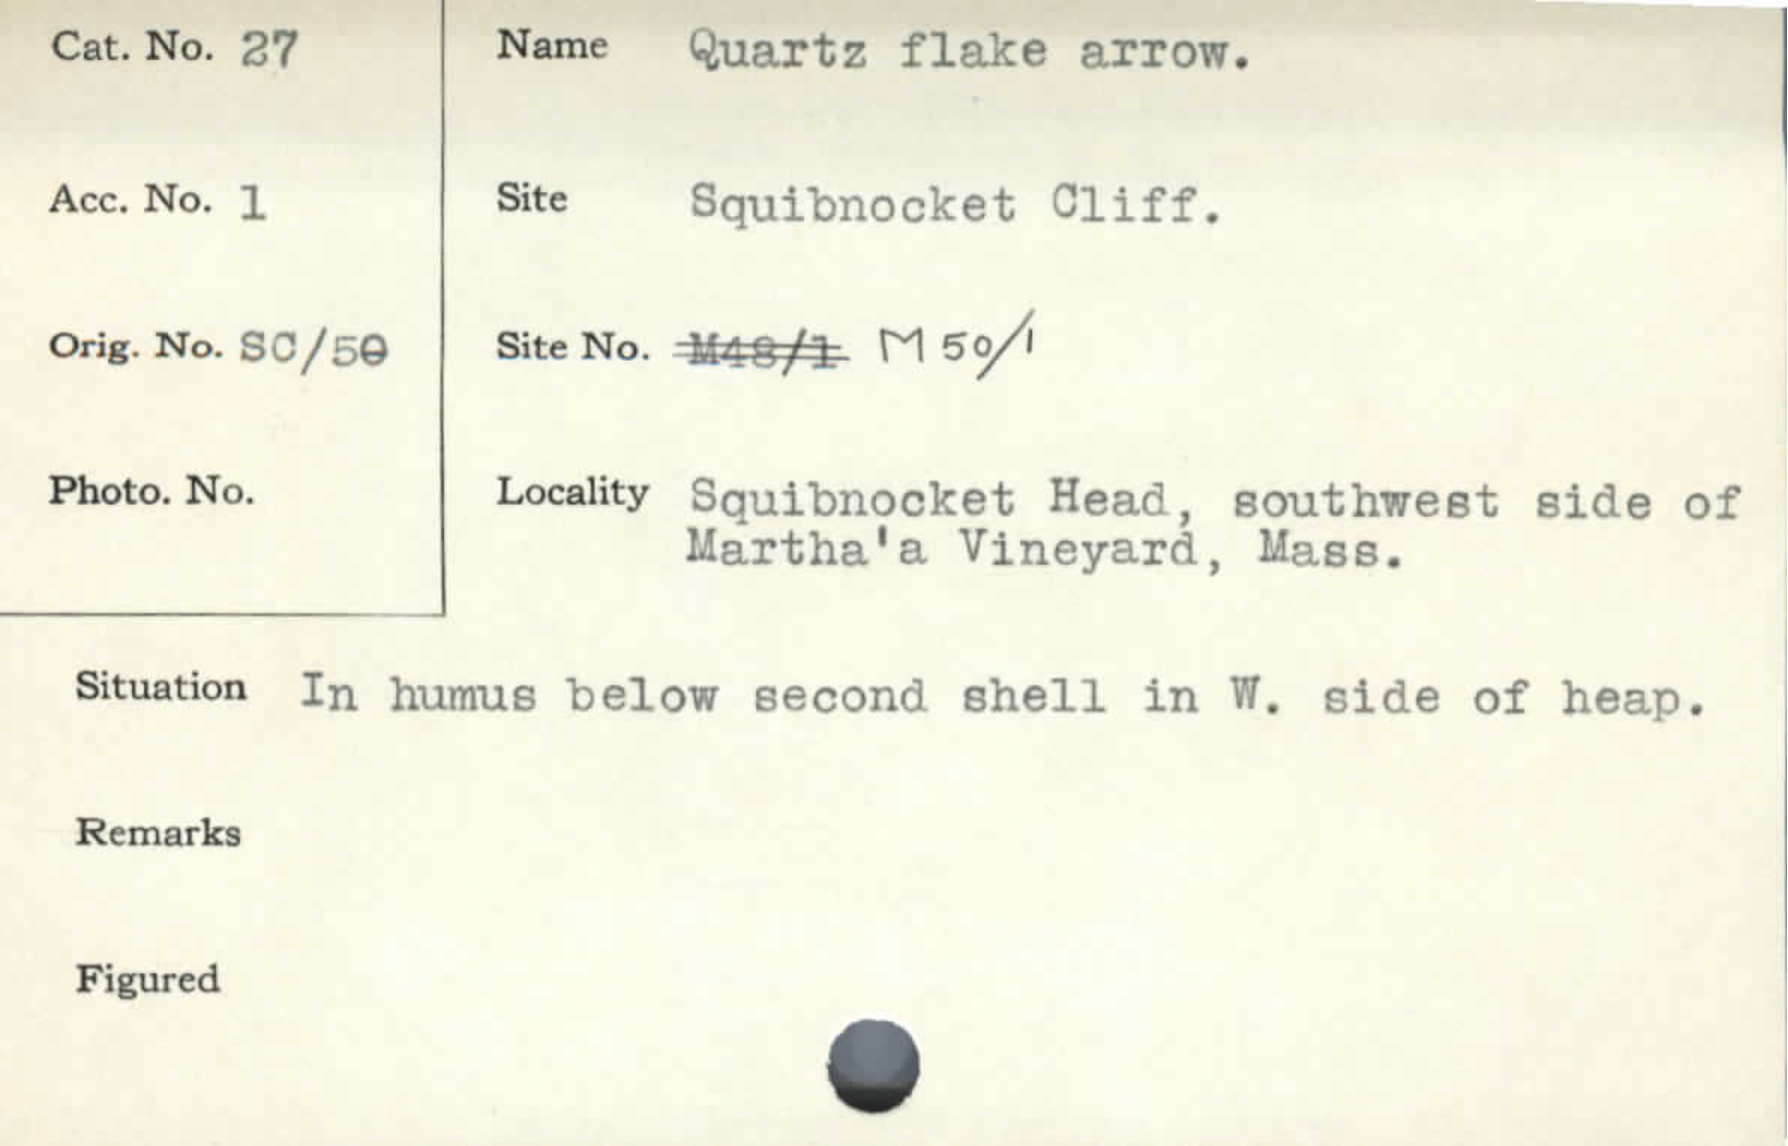 Cat. No. 27
Name Quartz flake arrow.
Acc. No. 1
Site Squibnocket Cliff.
Orig. No. SC/50
Site No. M48/1 M50/1
Photo. No.
Locality Squibnocket Head, southwest side of
Martha'a Vineyard, Mass.
Situation In humus below second shell in W. side of heap.
Remarks
Figured